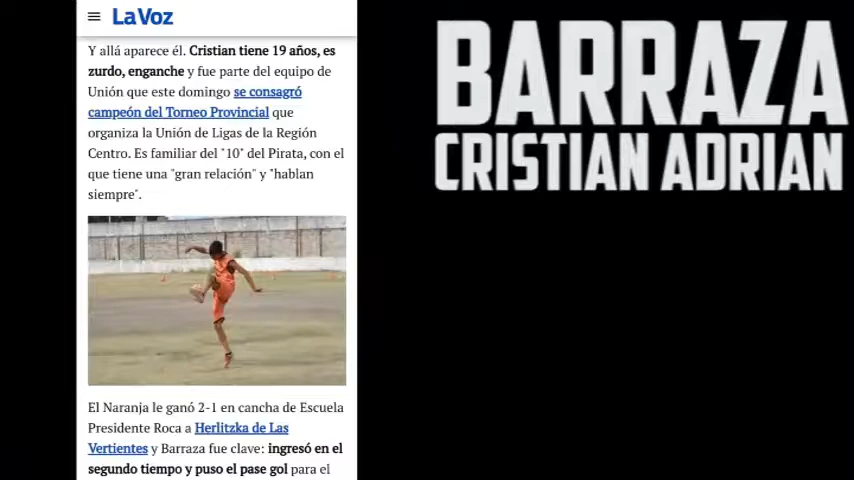 LaVoz
Y allá aparece él. Cristian tiene 19 años, es
zurdo, enganche y fue parte del equipo de
Unión que este domingo se consagró
campeón del Torneo Provincial que
organiza la Unión de Ligas de la Región
Centro. Es familiar del "10" del Pirata, con el
que tiene una "gran relación" y "hablan
siempre".
El Naranja le ganó 2-1 en cancha de Escuela
Presidente Roca a Herlitzka de Las
Vertientes y Barraza fue clave: ingresó en el
segundo tiempo y puso el pase gol para el
BARRAZA
CRISTIAN ADRIAN